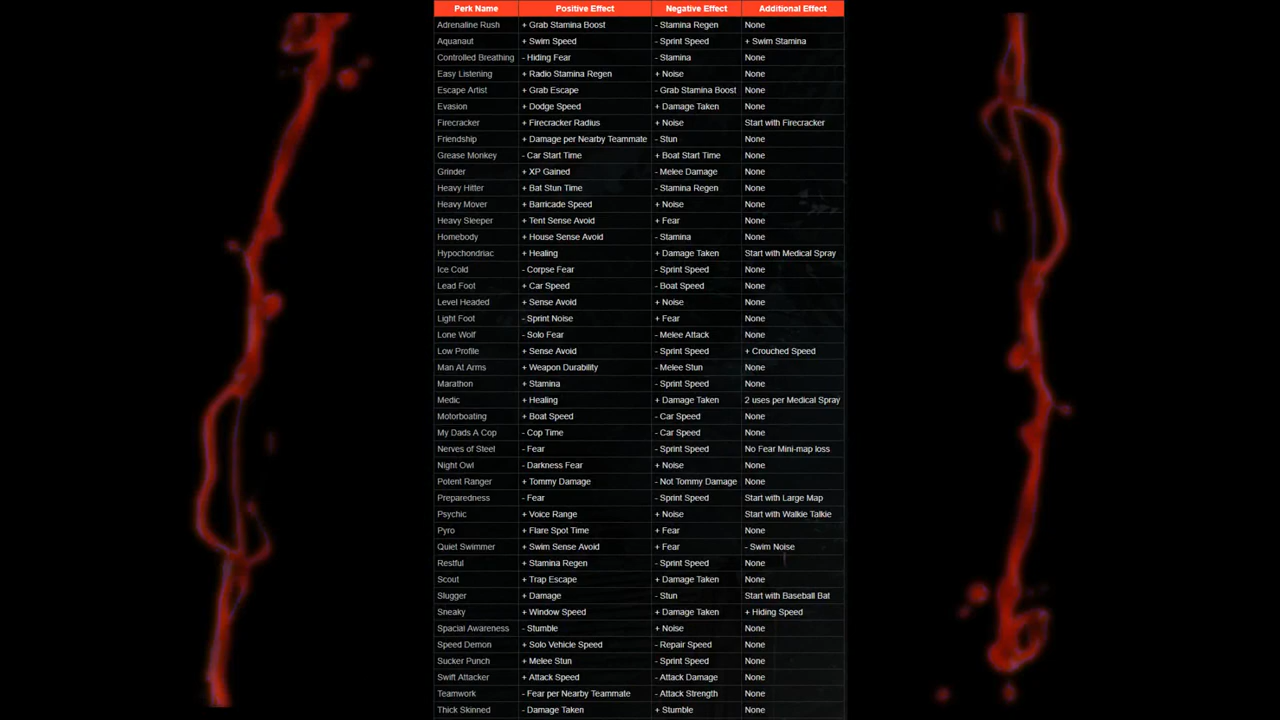 Perk Name Positive Effect Negative Effect Additional Effect
Adrenaline Rush + Grab Stamina Boost - Stamina Regen None
Aquanaut + Swim Speed - Sprint Speed + Swim Stamina
Controlled Breathing - Hiding Fear - Stamina None
Easy Listening + Radio Stamina Regen + Noise None
Escape Artist + Grab Escape - Grab Stamina Boost None
Evasion + Dodge Speed + Damage Taken None
Firecracker + Firecracker Radius + Noise Start with Firecracker
Friendship + Damage per Nearby Teammate - Stun None
Grease Monkey - Car Start Time + Boat Start Time None
Grinder + XP Gained - Melee Damage None
Heavy Hitter + Bat Stun Time - Stamina Regen None
Heavy Mover + Barricade Speed + Noise None
Heavy Sleeper + Tent Sense Avoid + Fear None
Homebody + House Sense Avoid - Stamina None
Hypochondriac + Healing + Damage Taken Start with Medical Spray
Ice Cold - Corpse Fear - Sprint Speed None
Lead Foot + Car Speed - Boat Speed None
Level Headed + Sense Avoid + Noise None
Light Foot - Sprint Noise + Fear None
Lone Wolf - Solo Fear - Melee Attack None
Low Profile + Sense Avoid - Sprint Speed + Crouched Speed
Man At Arms + Weapon Durability - Melee Stun None
Marathon + Stamina - Sprint Speed None
Medic + Healing + Damage Taken 2 uses per Medical Spray
Motorboating + Boat Speed - Car Speed None
My Dads A Cop - Cop Time - Car Speed None
Nerves of Steel - Fear - Sprint Speed No Fear Mini-map loss
Night Owl - Darkness Fear + Noise None
Potent Ranger + Tommy Damage - Not Tommy Damage None
Preparedness - Fear - Sprint Speed Start with Large Map
Psychic + Voice Range + Noise Start with Walkie Talkie
Pyro + Flare Spot Time + Fear None
Quiet Swimmer + Swim Sense Avoid + Fear - Swim Noise
Restful + Stamina Regen - Sprint Speed None
Scout + Trap Escape + Damage Taken None
Slugger + Damage - Stun Start with Baseball Bat
Sneaky + Window Speed + Damage Taken + Hiding Speed
Spacial Awareness - Stumble + Noise None
Speed Demon + Solo Vehicle Speed - Repair Speed None
Sucker Punch + Melee Stun - Sprint Speed None
Swift Attacker + Attack Speed - Attack Damage None
Teamwork - Fear per Nearby Teammate - Attack Strength None
Thick Skinned - Damage Taken + Stumble None